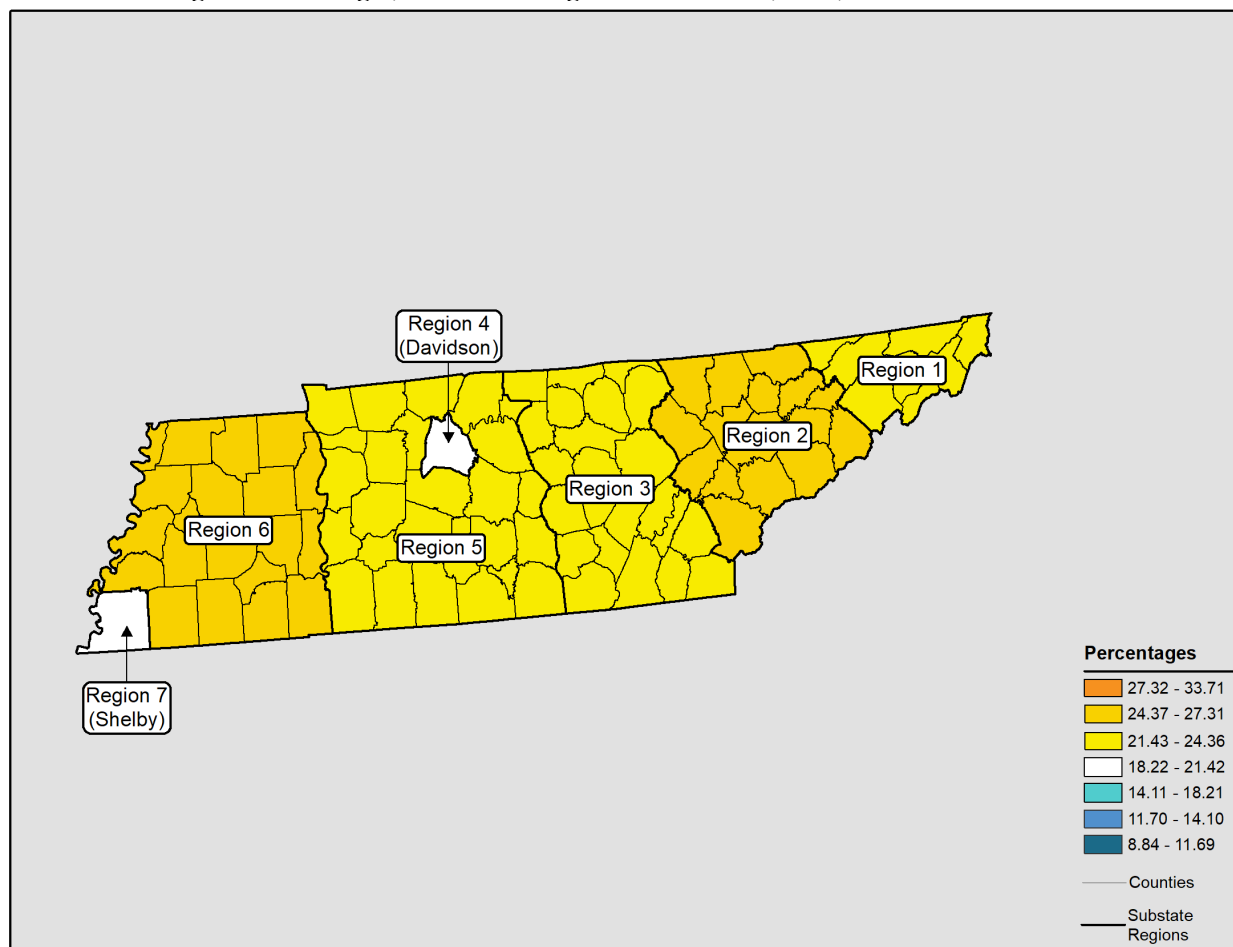 Region 4
(Davidson)
Region 1
Region 2
Region 3
Region 6
Region 5
Region 7
(Shelby)
Percentages
27.32 - 33.71
24.37 - 27.31
21.43 - 24.36
18.22 - 21.42
14.11 - 18.21
11.70 - 14.10
8.84 - 11.69
Counties
Substate
Regions